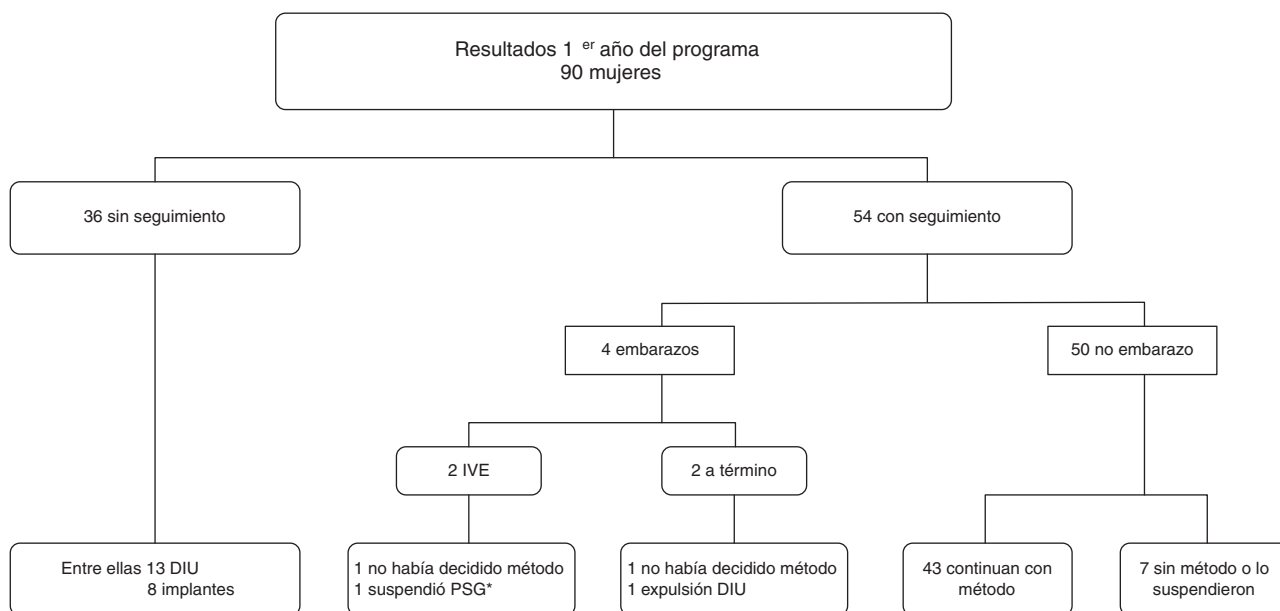 Resultados 1 er año del programa
90 mujeres
36 sin seguimiento
54 con seguimiento
4 embarazos
50 no embarazo
2 IVE
2 a término
Entre ellas 13 DIU
8 implantes
1 no había decidido método
1 suspendió PSG*
1 no había decidido método
1 expulsión DIU
43 continuan con
método
7 sin método o lo
suspendieron